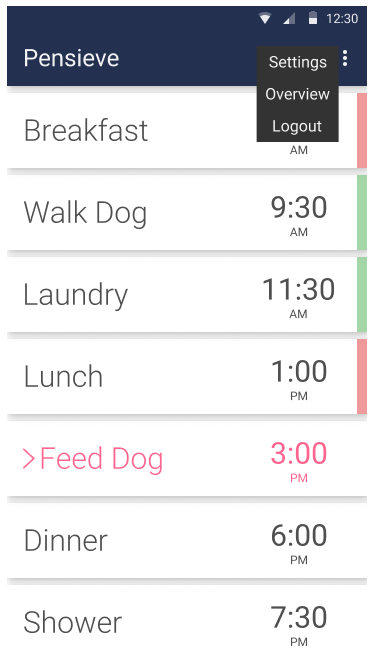 12:30
Pensieve
Settings
Overview
Logout
Breakfast
AM
Walk Dog
9:30
AM
Laundry
11:30
AM
Lunch
1:00
PM
>Feed Dog
3:00
PM
Dinner
6:00
PM
Shower
7:30
PM